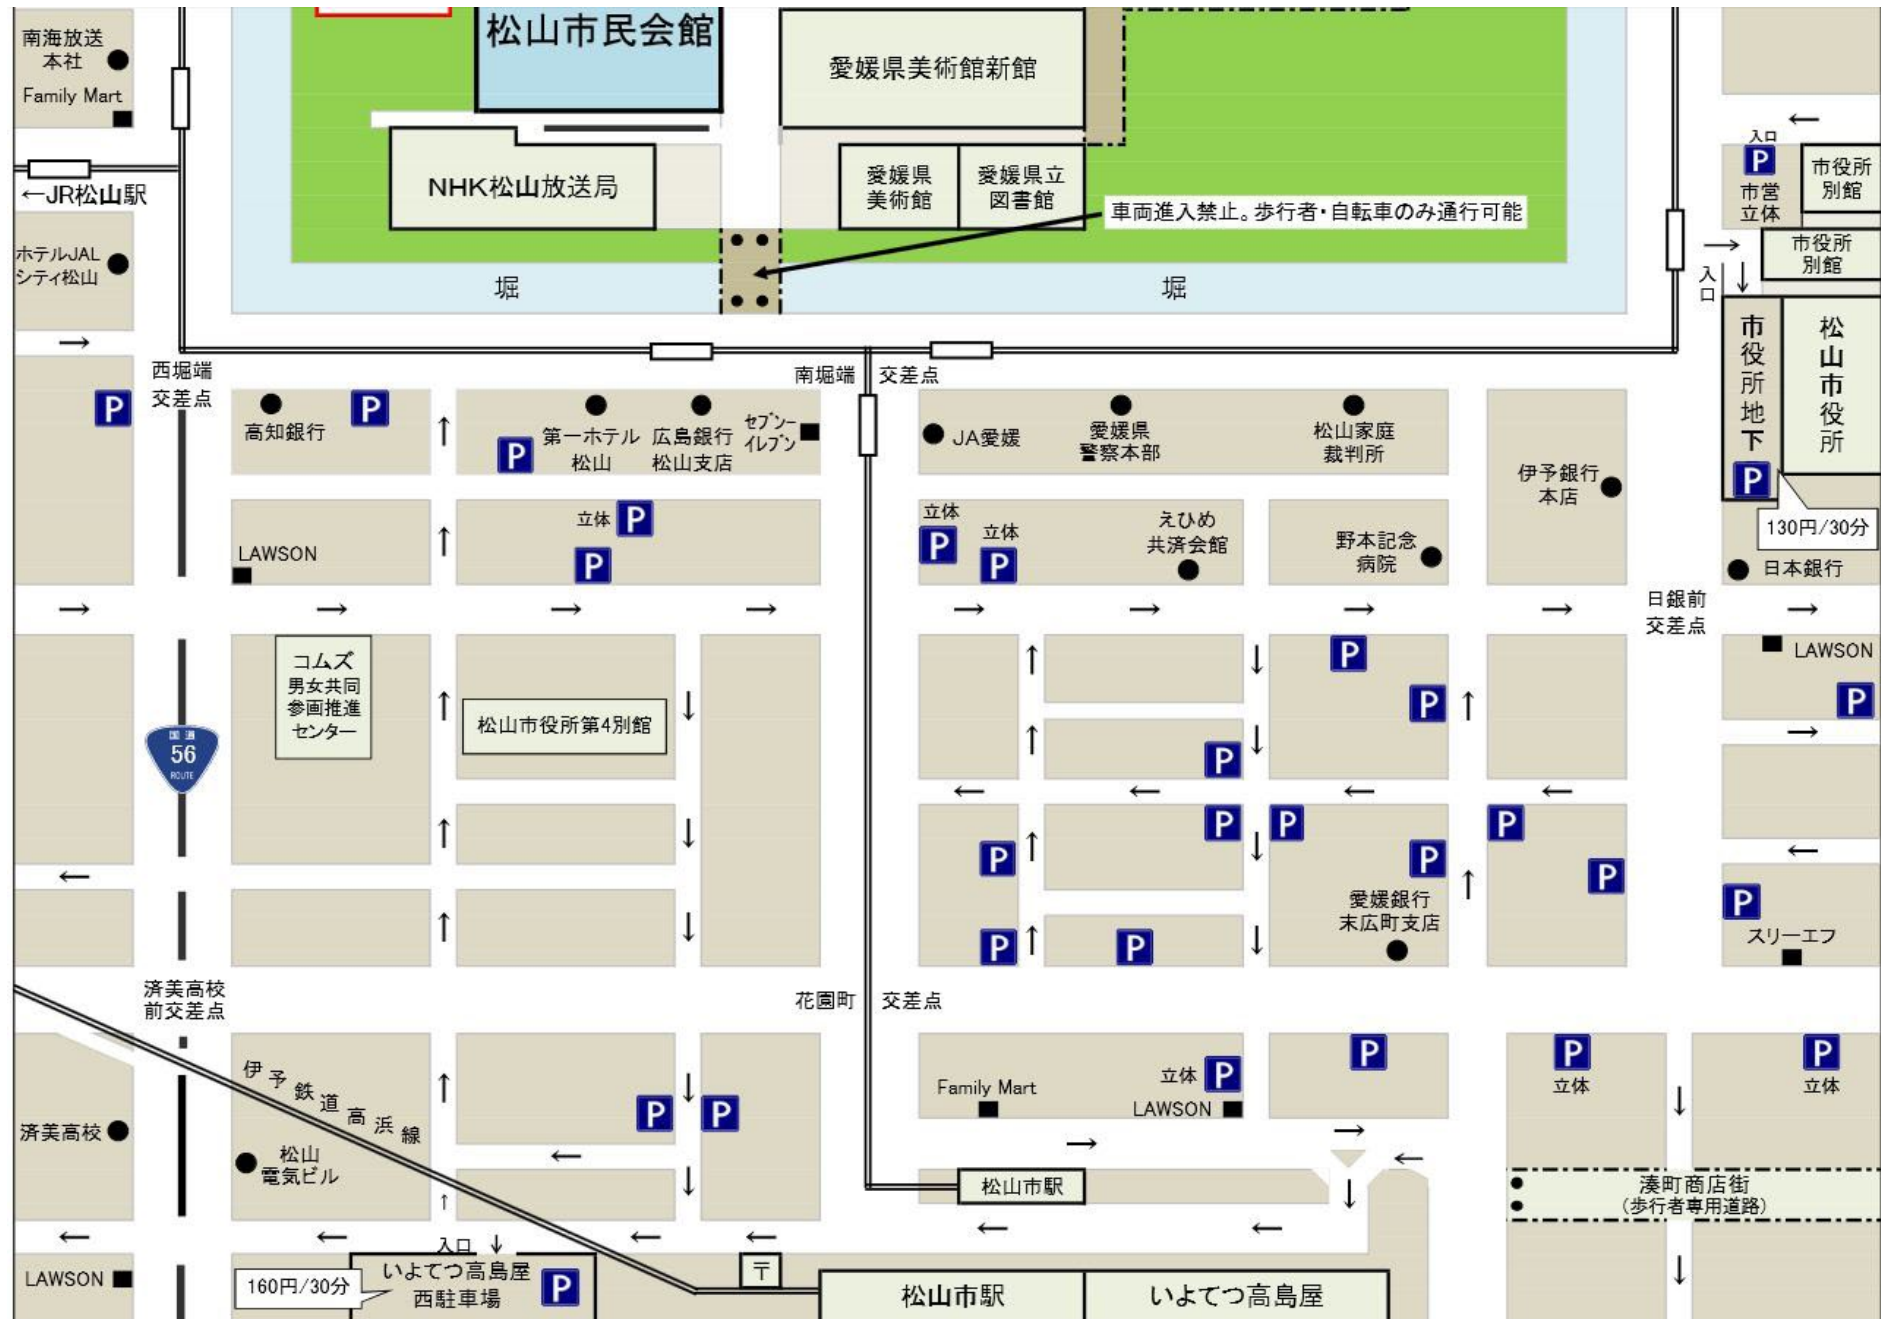 南海放送
本社
Family Mart
松山市民会館
愛媛県美術館新館
入口
P
市営
立体
市役所
別館
←JR松山駅
NHK松山放送局
愛媛県
美術館
愛媛県立
図書館
車両進入禁止。歩行者・自転車のみ通行可能
市役所
別館
入口
ホテルJAL
シティ松山
堀
堀
市役所地下
P
松山市役所
130円/30分
西堀端
交差点
南堀端 交差点
P
高知銀行
P
P
第一ホテル
松山
広島銀行
松山支店
セブン-
イレブン
JA愛媛
愛媛県
警察本部
松山家庭
裁判所
伊予銀行
本店
LAWSON
立体 P
P
立体
P
立体
P
えひめ
共済会館
野本記念
病院
日本銀行
日銀前
交差点
コムズ
男女共同
参画推進
センター
松山市役所第4別館
国道
56
ROUTE
P
P
P
LAWSON
P
P
P
P
P
P
P
P
P
P
愛媛銀行
末広町支店
スリーエフ
済美高校
前交差点
花園町 交差点
伊予鉄道高浜線
済美高校
松山
電気ビル
P
P
Family Mart
立体 P
LAWSON
P
P
立体
P
立体
松山市駅
湊町商店街
(歩行者専用道路)
入口
LAWSON
160円/30分
いよてつ高島屋
西駐車場
P
〒
松山市駅
いよてつ高島屋